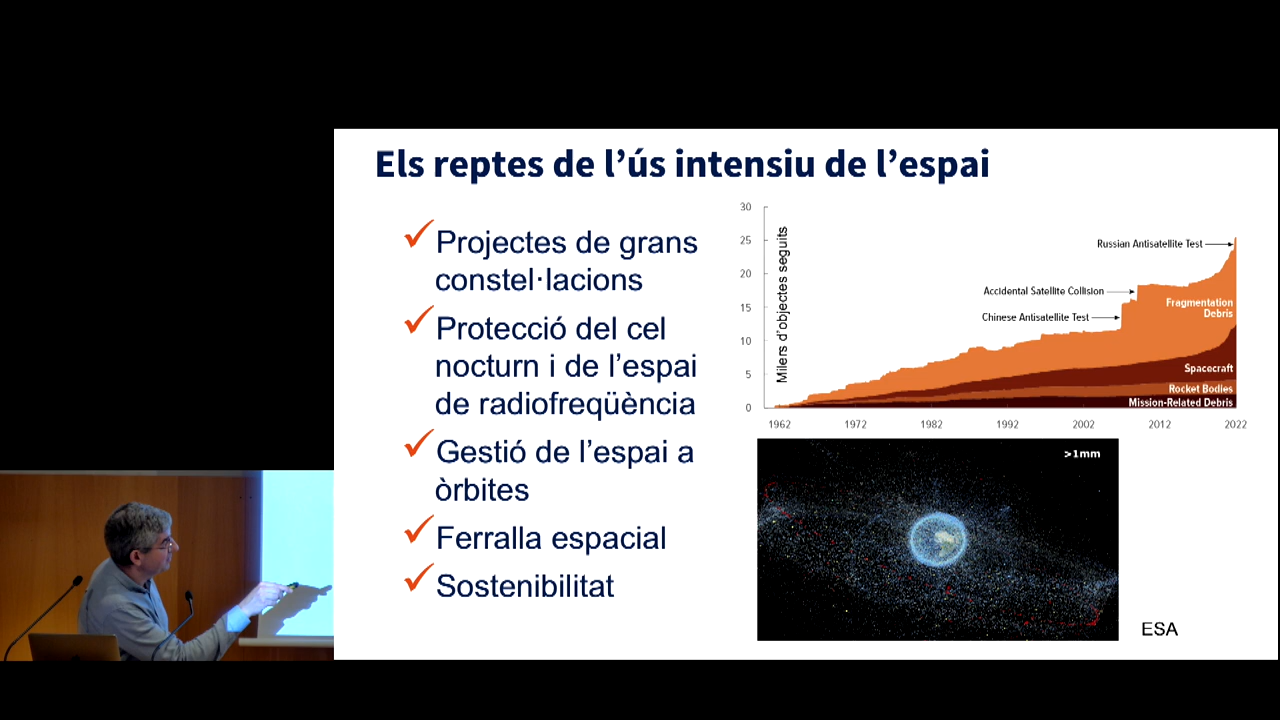 Els reptes de l’ús intensiu de l’espai
Projectes de grans
constel·lacions
Protecció del cel
nocturn i de l’espai
de radiofreqüència
Gestió de l’espai a
òrbites
Ferralla espacial
Sostenibilitat
Milers d’objectes seguits
30
25
20
15
10
5
0
Russian Antisatellite Test
Accidental Satellite Collision
Chinese Antisatellite Test
Fragmentation
Debris
Spacecraft
Rocket Bodies
Mission-Related Debris
1962 1972 1982 1992 2002 2012 2022
>1mm
ESA